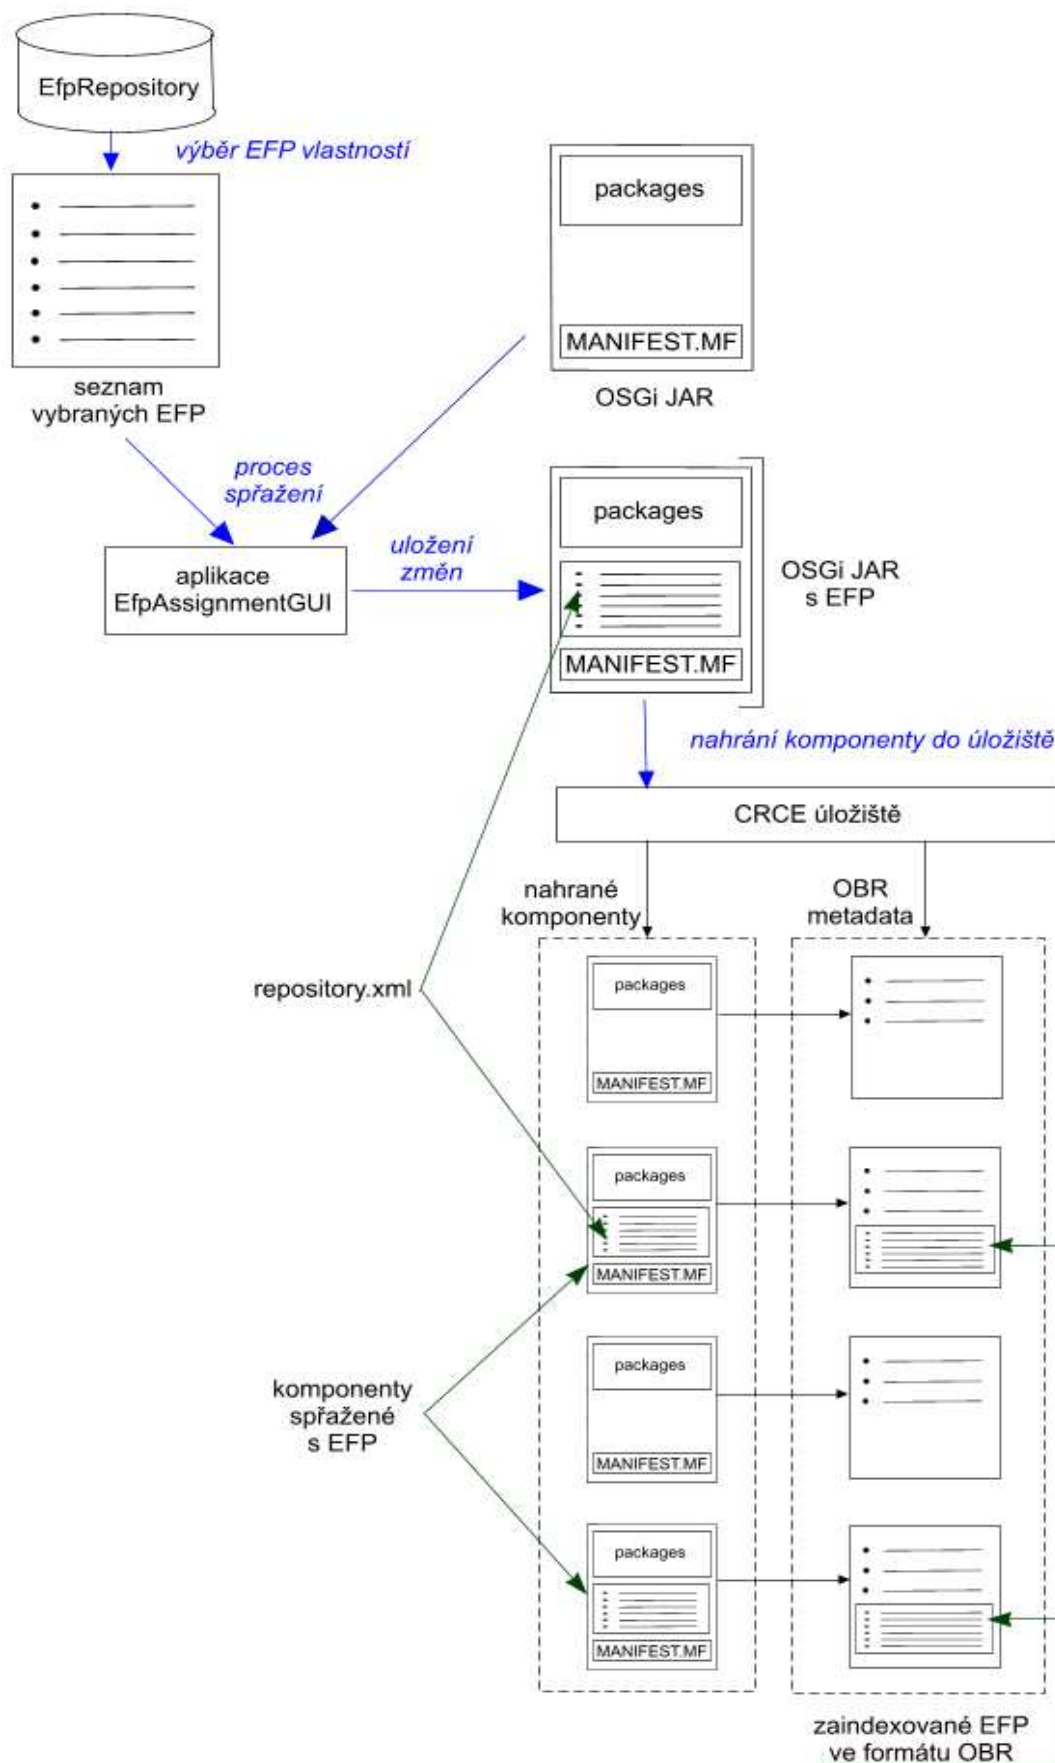 EfpRepository
výběr EFP vlastností
seznam
vybraných EFP
packages
MANIFEST.MF
OSGi JAR
proces
spřažení
aplikace
EfpAssignmentGUI
uložení
změn
packages
MANIFEST.MF
OSGi JAR
s EFP
nahrání komponenty do úložiště
CRCE úložiště
nahrané
komponenty
OBR
metadata
repository.xml
packages
MANIFEST.MF
packages
MANIFEST.MF
komponenty
spřažené
s EFP
packages
MANIFEST.MF
packages
MANIFEST.MF
zaindexované EFP
ve formátu OBR